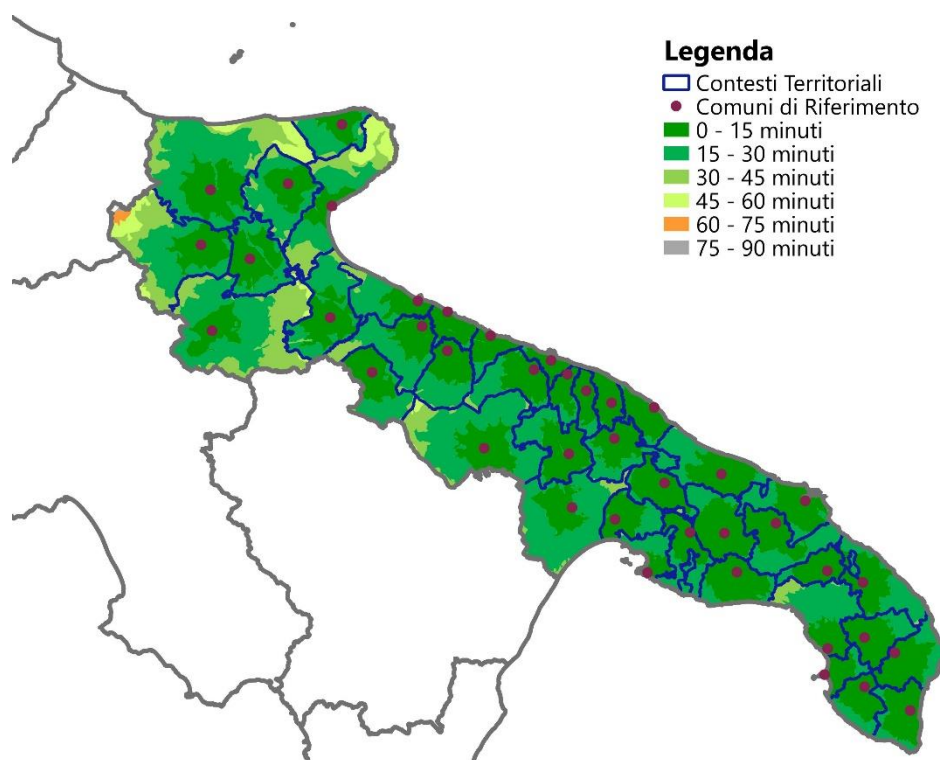 Legenda
Contesti Territoriali
Comuni di Riferimento
0 - 15 minuti
15 - 30 minuti
30 - 45 minuti
45 - 60 minuti
60 - 75 minuti
75 - 90 minuti